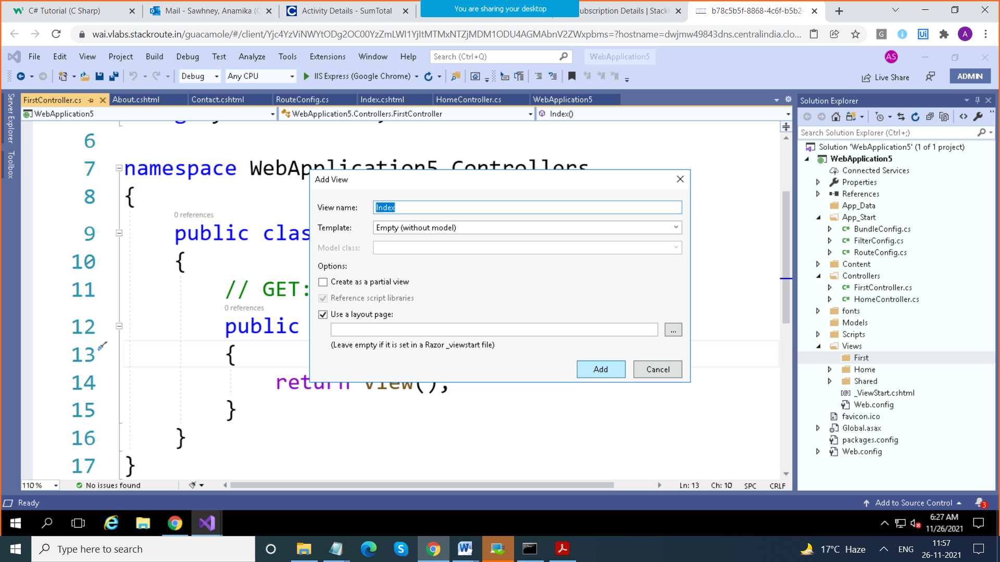 C# Tutorial (C Sharp)
Mail - Sawhney, Anamika (C
Activity Details - SumTotal
You are sharing your desktop
ubscription Details | Stack
b78c5b5f-8868-4c6f-b5b2-
wai.vlabs.stackroute.in/guacamole/#/client/Yjc4YzViNWYtODg2OC00YzZmLWI1YjItMTMxNTZjMDM1ODU4AGMAbnV2ZWxpbms=?hostname=dwjmw49843dns.centralindia.clo...
A
File Edit View Project Build Debug Test Analyze Tools Extensions Window Help
Search (Ctrl+Q)
WebApplication5
AS
Debug
Any CPU
IIS Express (Google Chrome)
Live Share
ADMIN
Server Explorer
Toolbox
FirstController.cs
About.cshtml
Contact.cshtml
RouteConfig.cs
Index.cshtml
HomeController.cs
WebApplication5
WebApplication5
WebApplication5.Controllers.FirstController
Index()
6
7 namespace WebApplication5.Controllers
8 {
0 references
9 public clas
10 {
11 // GET:
0 references
12 public
13 {
14 return View();
15 }
16 }
17 }
Add View
View name: Index
Template: Empty (without model)
Model class:
Options:
Create as a partial view
Reference script libraries
Use a layout page:
...
(Leave empty if it is set in a Razor _viewstart file)
Add
Cancel
110 %
No issues found
Ln: 13 Ch: 10 SPC CRLF
Solution Explorer
Search Solution Explorer (Ctrl+;)
Solution 'WebApplication5' (1 of 1 project)
WebApplication5
Connected Services
Properties
References
App_Data
App_Start
C# BundleConfig.cs
C# FilterConfig.cs
C# RouteConfig.cs
Content
Controllers
C# FirstController.cs
C# HomeController.cs
fonts
Models
Scripts
Views
First
Home
Shared
[@] _ViewStart.cshtml
Web.config
favicon.ico
Global.asax
packages.config
Web.config
Ready
Add to Source Control
3
6:27 AM
11/26/2021
Type here to search
17°C Haze
ENG
11:57
26-11-2021